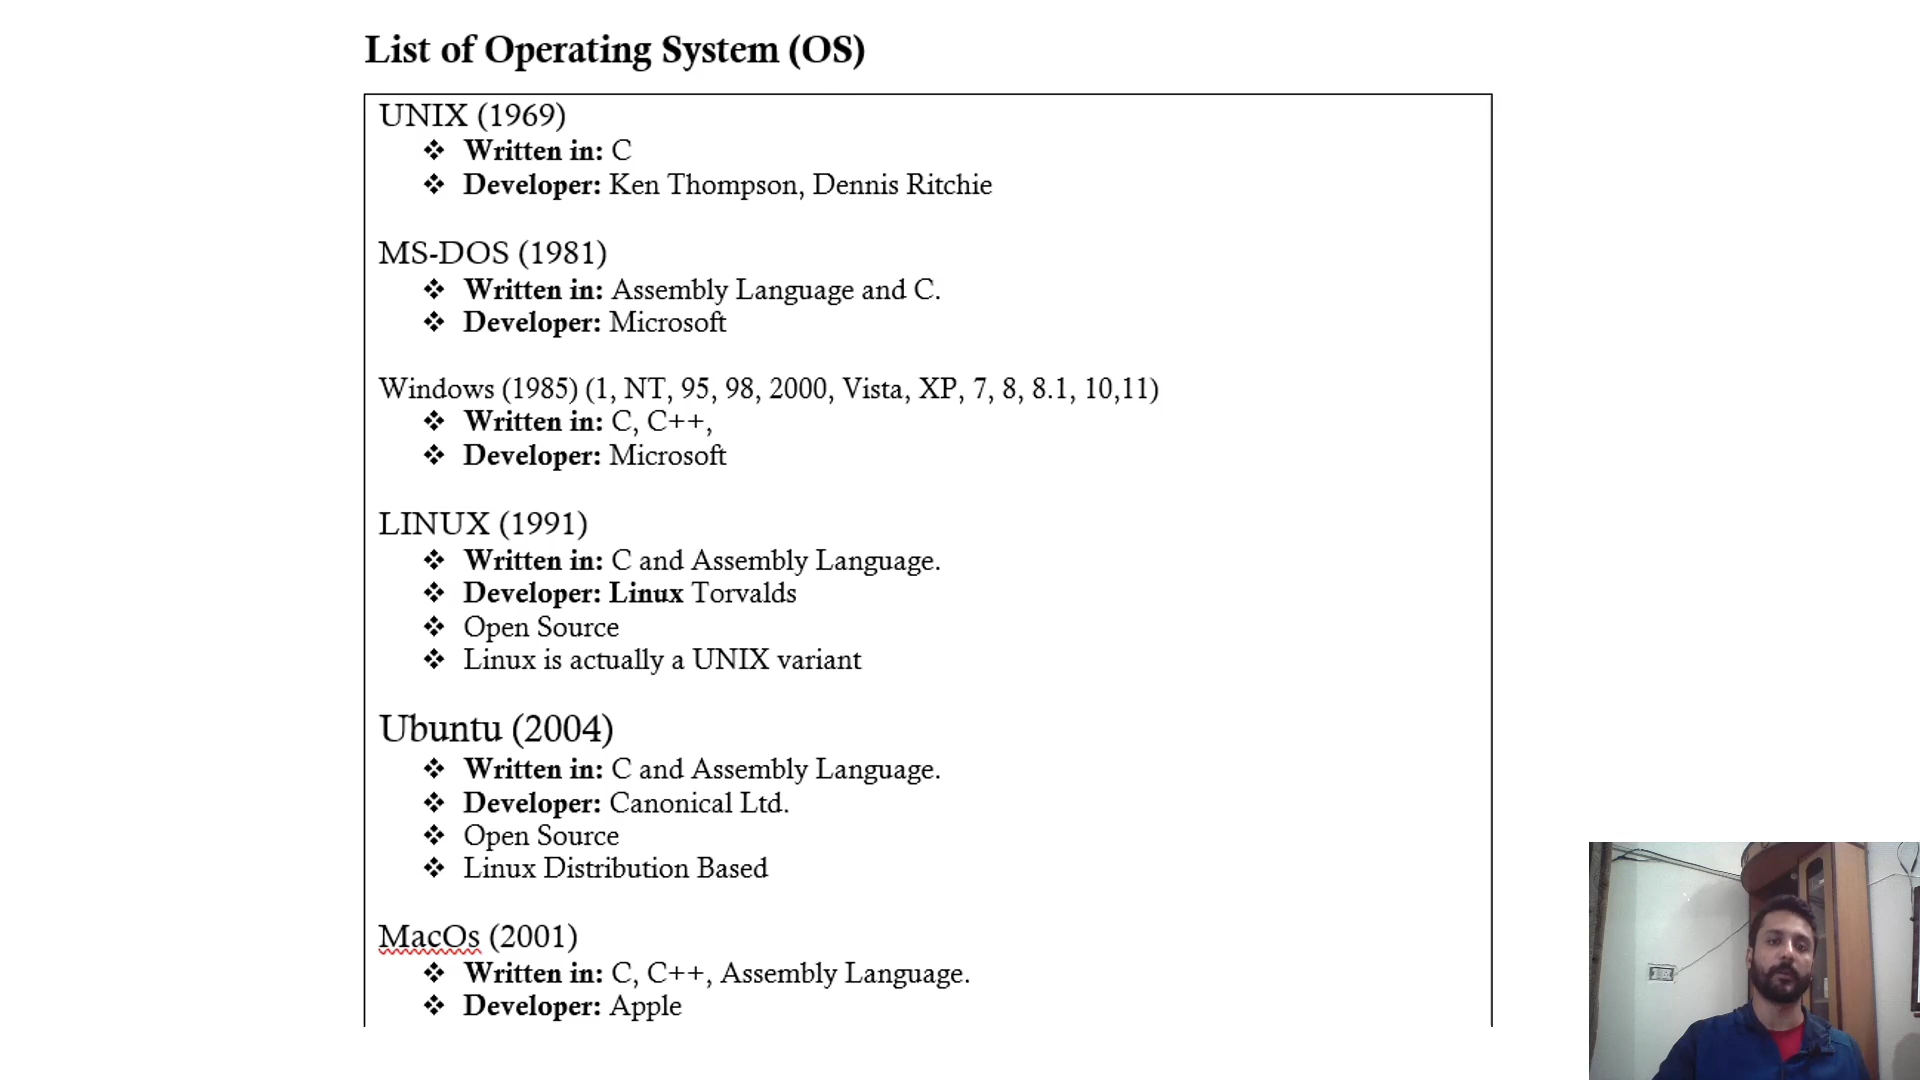 List of Operating System (OS)
UNIX (1969)
❖ Written in: C
❖ Developer: Ken Thompson, Dennis Ritchie
MS-DOS (1981)
❖ Written in: Assembly Language and C.
❖ Developer: Microsoft
Windows (1985) (1, NT, 95, 98, 2000, Vista, XP, 7, 8, 8.1, 10,11)
❖ Written in: C, C++,
❖ Developer: Microsoft
LINUX (1991)
❖ Written in: C and Assembly Language.
❖ Developer: Linux Torvalds
❖ Open Source
❖ Linux is actually a UNIX variant
Ubuntu (2004)
❖ Written in: C and Assembly Language.
❖ Developer: Canonical Ltd.
❖ Open Source
❖ Linux Distribution Based
MacOs (2001)
❖ Written in: C, C++, Assembly Language.
❖ Developer: Apple